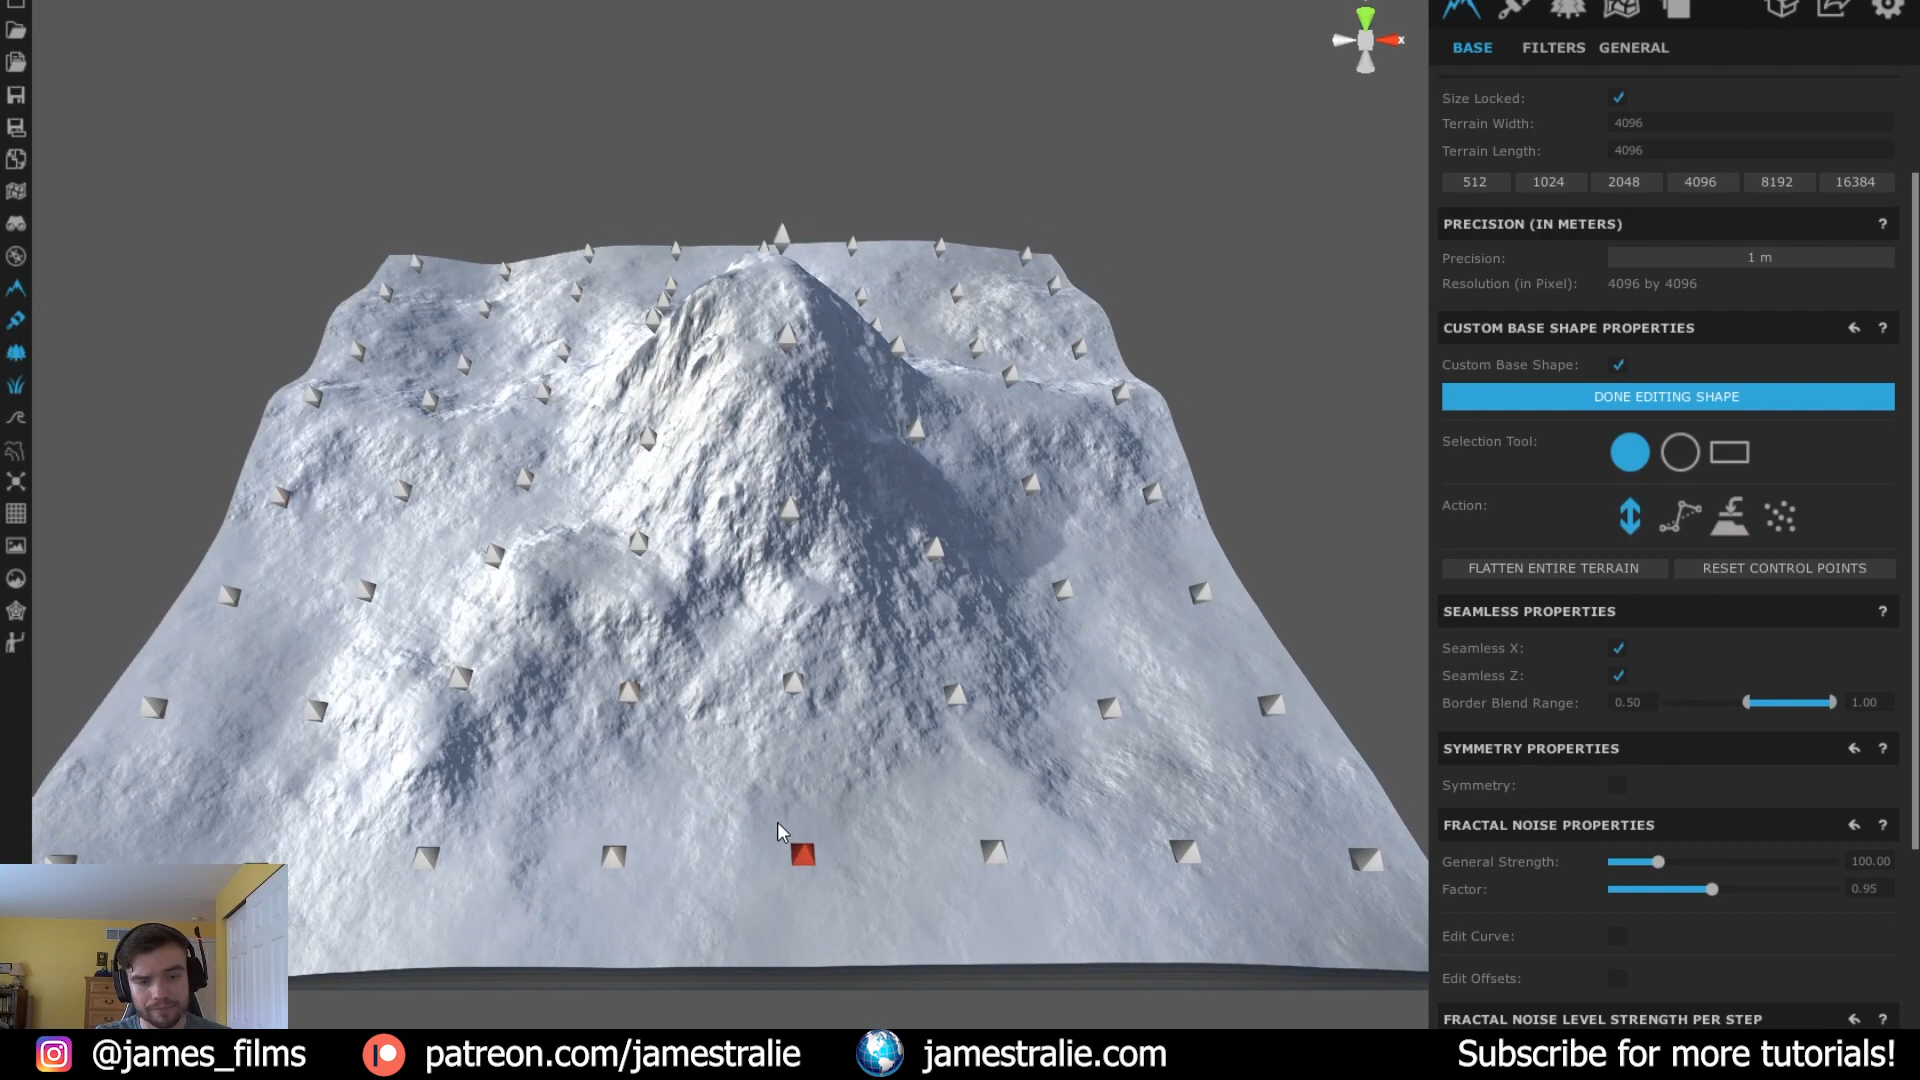 x
BASE FILTERS GENERAL
Size Locked:
Terrain Width: 4096
Terrain Length: 4096
512 1024 2048 4096 8192 16384
PRECISION (IN METERS) ?
Precision: 1 m
Resolution (in Pixel): 4096 by 4096
CUSTOM BASE SHAPE PROPERTIES ?
Custom Base Shape:
DONE EDITING SHAPE
Selection Tool:
Action:
FLATTEN ENTIRE TERRAIN RESET CONTROL POINTS
SEAMLESS PROPERTIES ?
Seamless X:
Seamless Z:
Border Blend Range: 0.50 1.00
SYMMETRY PROPERTIES ?
Symmetry:
FRACTAL NOISE PROPERTIES ?
General Strength: 100.00
Factor: 0.95
Edit Curve:
Edit Offsets:
FRACTAL NOISE LEVEL STRENGTH PER STEP ?
@james_films patreon.com/jamestralie jamestralie.com Subscribe for more tutorials!